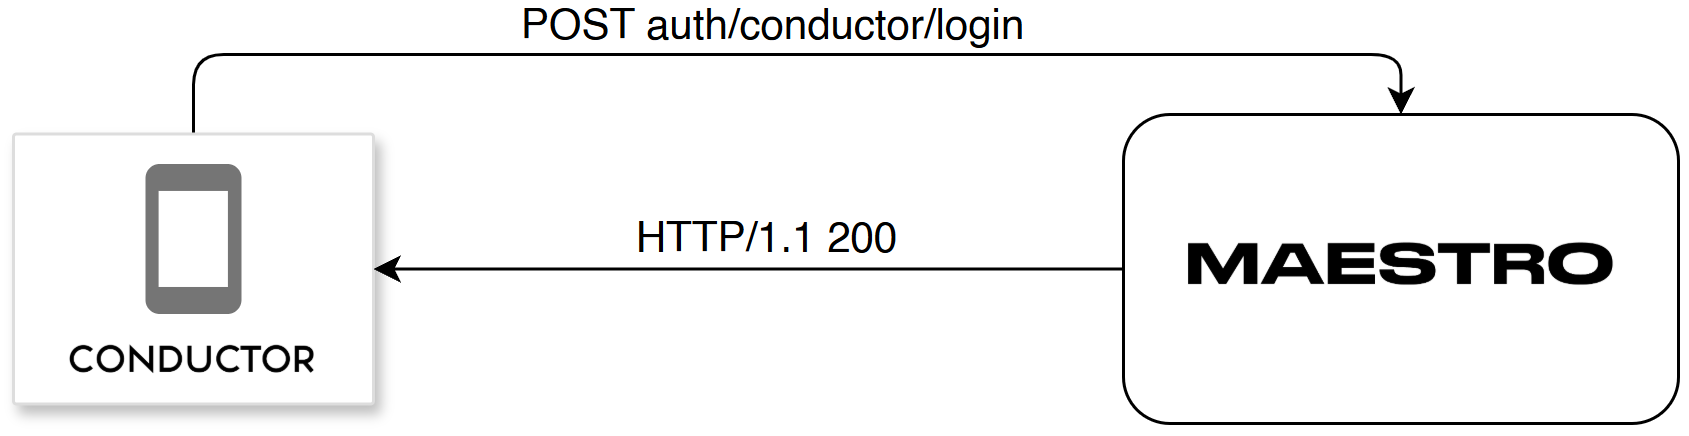 POST auth/conductor/login
HTTP/1.1 200
MAESTRO
CONDUCTOR